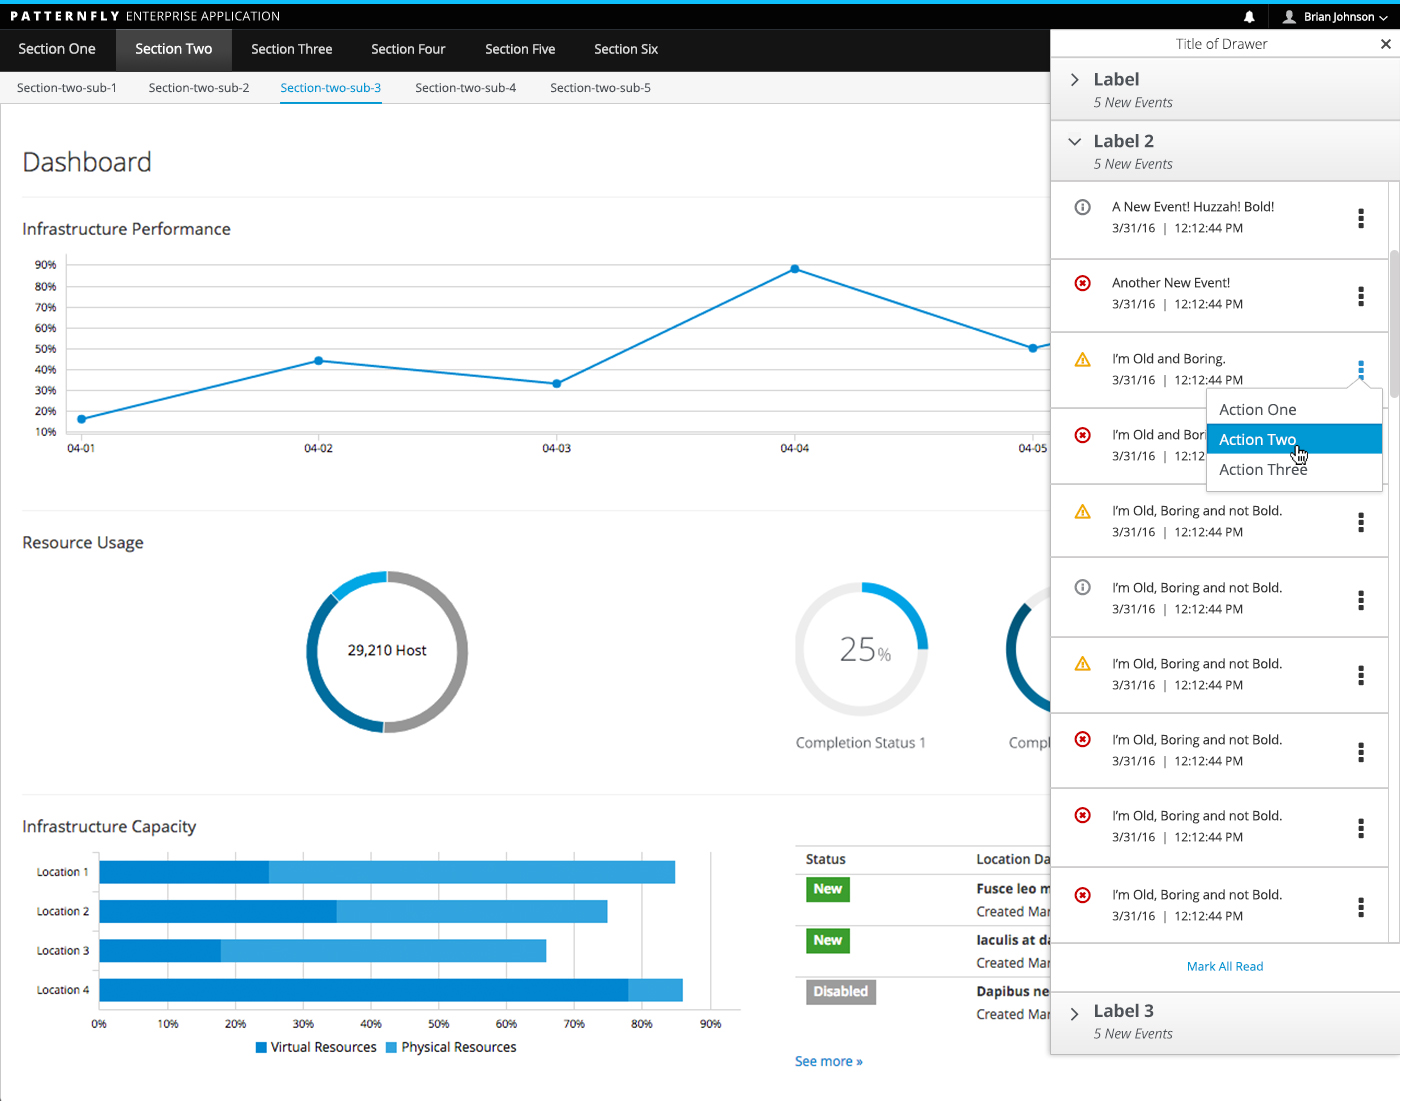 PATTERNFLY ENTERPRISE APPLICATION
Brian Johnson
Section One Section Two Section Three Section Four Section Five Section Six
Section-two-sub-1 Section-two-sub-2 Section-two-sub-3 Section-two-sub-4 Section-two-sub-5
Dashboard
Infrastructure Performance
90%
80%
70%
60%
50%
40%
30%
20%
10%
04-01 04-02 04-03 04-04 04-05
Resource Usage
29,210 Host
25%
Completion Status 1
Compl
Infrastructure Capacity
Location 1
Location 2
Location 3
Location 4
0% 10% 20% 30% 40% 50% 60% 70% 80% 90%
Virtual Resources Physical Resources
Status Location Da
New Fusce leo m
Created Mar
New Iaculis at da
Created Mar
Disabled Dapibus ne
Created Mar
See more »
Title of Drawer
Label
5 New Events
Label 2
5 New Events
A New Event! Huzzah! Bold!
3/31/16 | 12:12:44 PM
Another New Event!
3/31/16 | 12:12:44 PM
I'm Old and Boring.
3/31/16 | 12:12:44 PM
Action One
Action Two
Action Three
I'm Old and Bori
3/31/16 | 12:12
I'm Old, Boring and not Bold.
3/31/16 | 12:12:44 PM
I'm Old, Boring and not Bold.
3/31/16 | 12:12:44 PM
I'm Old, Boring and not Bold.
3/31/16 | 12:12:44 PM
I'm Old, Boring and not Bold.
3/31/16 | 12:12:44 PM
I'm Old, Boring and not Bold.
3/31/16 | 12:12:44 PM
I'm Old, Boring and not Bold.
3/31/16 | 12:12:44 PM
Mark All Read
Label 3
5 New Events